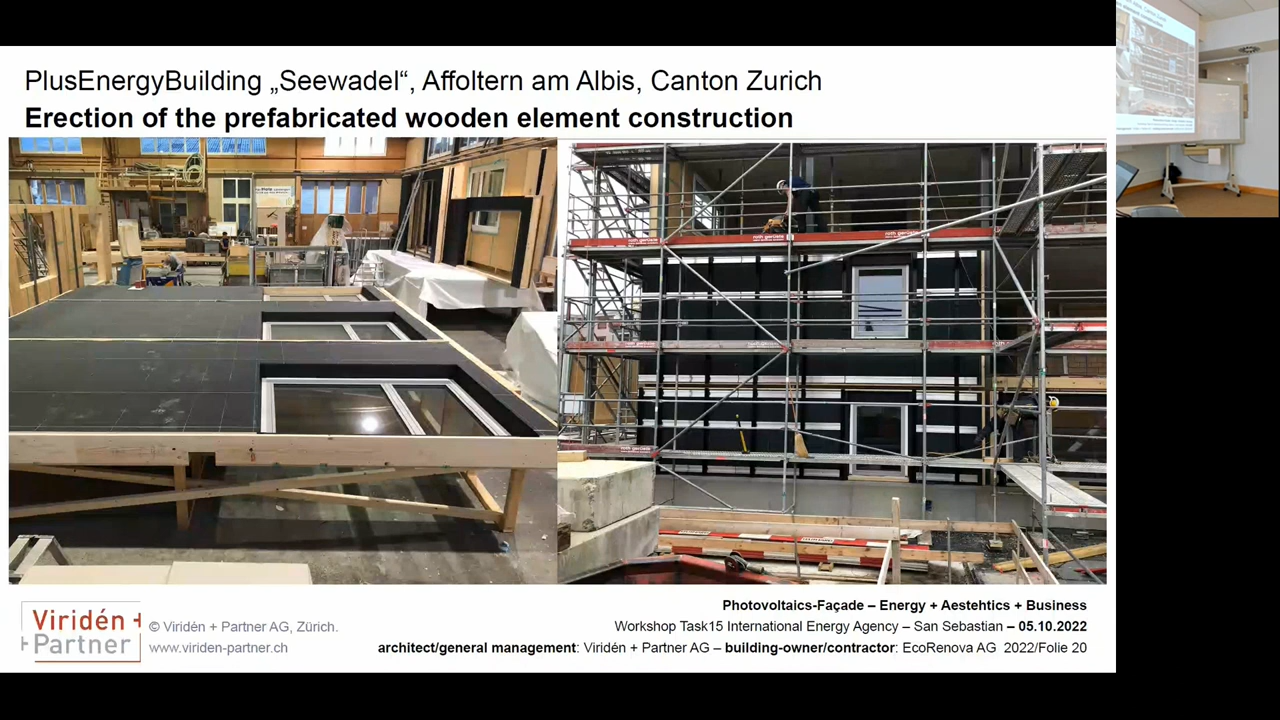 PlusEnergyBuilding „Seewadel“, Affoltern am Albis, Canton Zurich
Erection of the prefabricated wooden element construction
Viridén +
+ Partner
© Viridén + Partner AG, Zürich.
www.viriden-partner.ch
Photovoltaics-Façade – Energy + Aestehtics + Business
Workshop Task15 International Energy Agency – San Sebastian – 05.10.2022
architect/general management: Viridén + Partner AG – building-owner/contractor: EcoRenova AG 2022/Folie 20